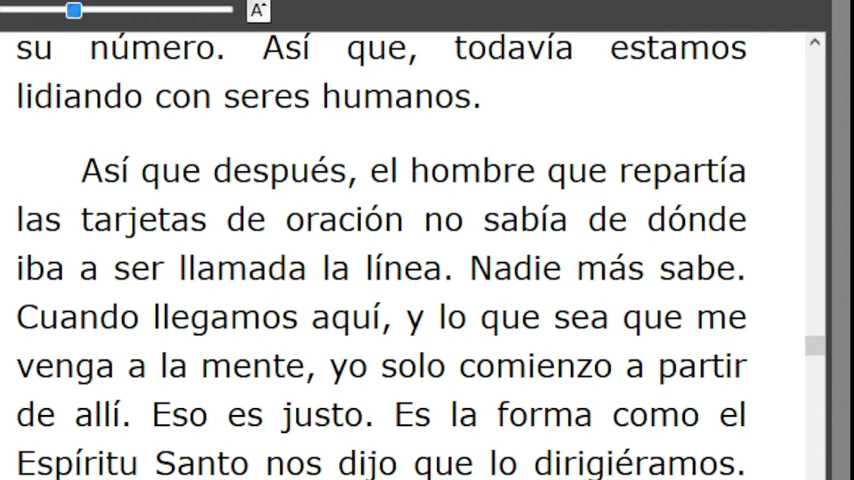 A
su número. Así que, todavía estamos
lidiando con seres humanos.
Así que después, el hombre que repartía
las tarjetas de oración no sabía de dónde
iba a ser llamada la línea. Nadie más sabe.
Cuando llegamos aquí, y lo que sea que me
venga a la mente, yo solo comienzo a partir
de allí. Eso es justo. Es la forma como el
Espíritu Santo nos dijo que lo dirigiéramos.